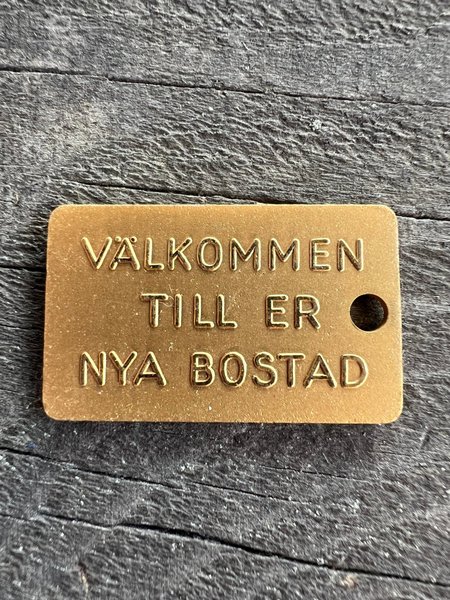 VÄLKOMMEN
TILL ER
NYA BOSTAD